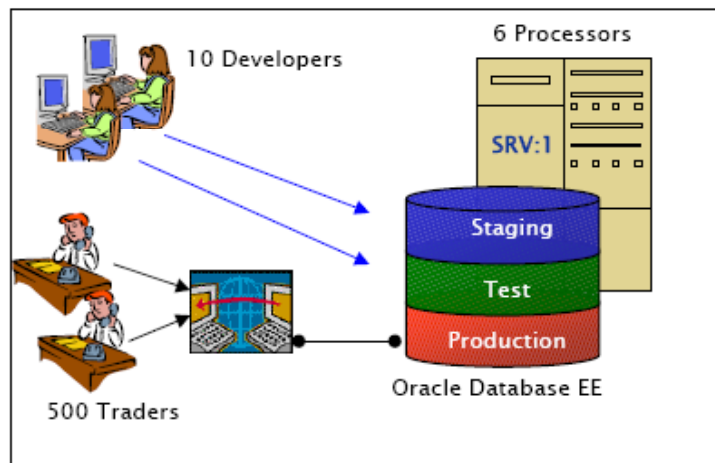 6 Processors
10 Developers
SRV:1
Staging
Test
Production
Oracle Database EE
500 Traders